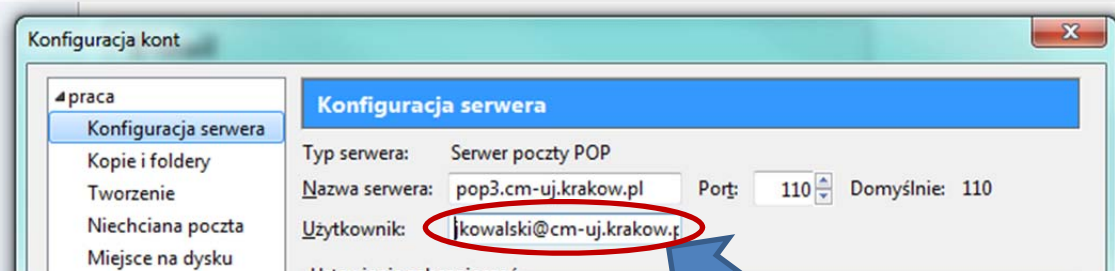 Konfiguracja kont
praca
Konfiguracja serwera
Kopie i foldery
Tworzenie
Niechciana poczta
Miejsce na dysku
Konfiguracja serwera
Typ serwera: Serwer poczty POP
Nazwa serwera: pop3.cm-uj.krakow.pl Port: 110 Domyślnie: 110
Użytkownik: jkowalski@cm-uj.krakow.p